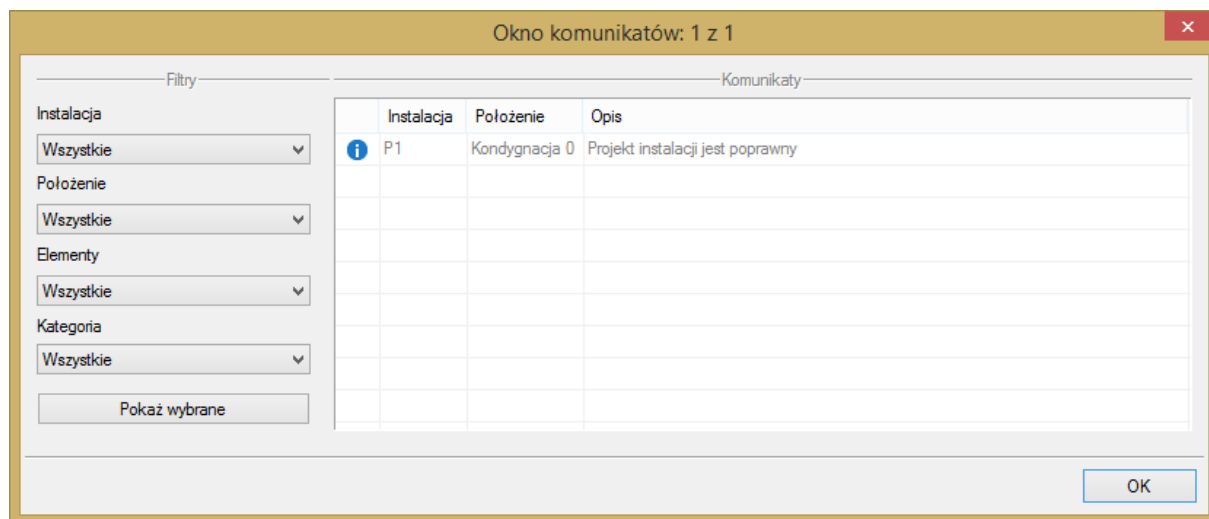 Okno komunikatów: 1 z 1
Filtry
Komunikaty
Instalacja
Wszystkie
Położenie
Wszystkie
Elementy
Wszystkie
Kategoria
Wszystkie
Pokaż wybrane
Instalacja Położenie Opis
P1 Kondygnacja 0 Projekt instalacji jest poprawny
OK